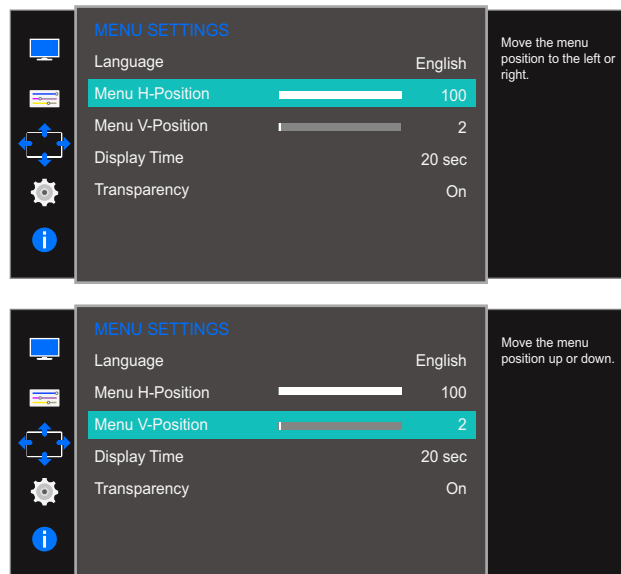 MENU SETTINGS
Language English
Menu H-Position 100
Menu V-Position 2
Display Time 20 sec
Transparency On
Move the menu
position to the left or
right.
MENU SETTINGS
Language English
Menu H-Position 100
Menu V-Position 2
Display Time 20 sec
Transparency On
Move the menu
position up or down.